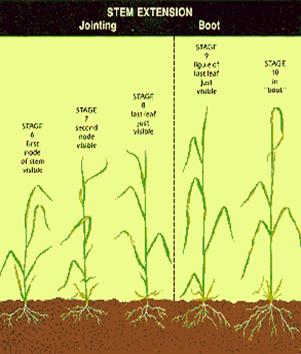 STEM EXTENSION
Jointing Boot
STAGE
6
first
node
of stem
visible
STAGE
7
second
node
visible
STAGE
8
last leaf
just
visible
STAGE
9
ligule of
last leaf
just
visible
STAGE
10
in
"boot"